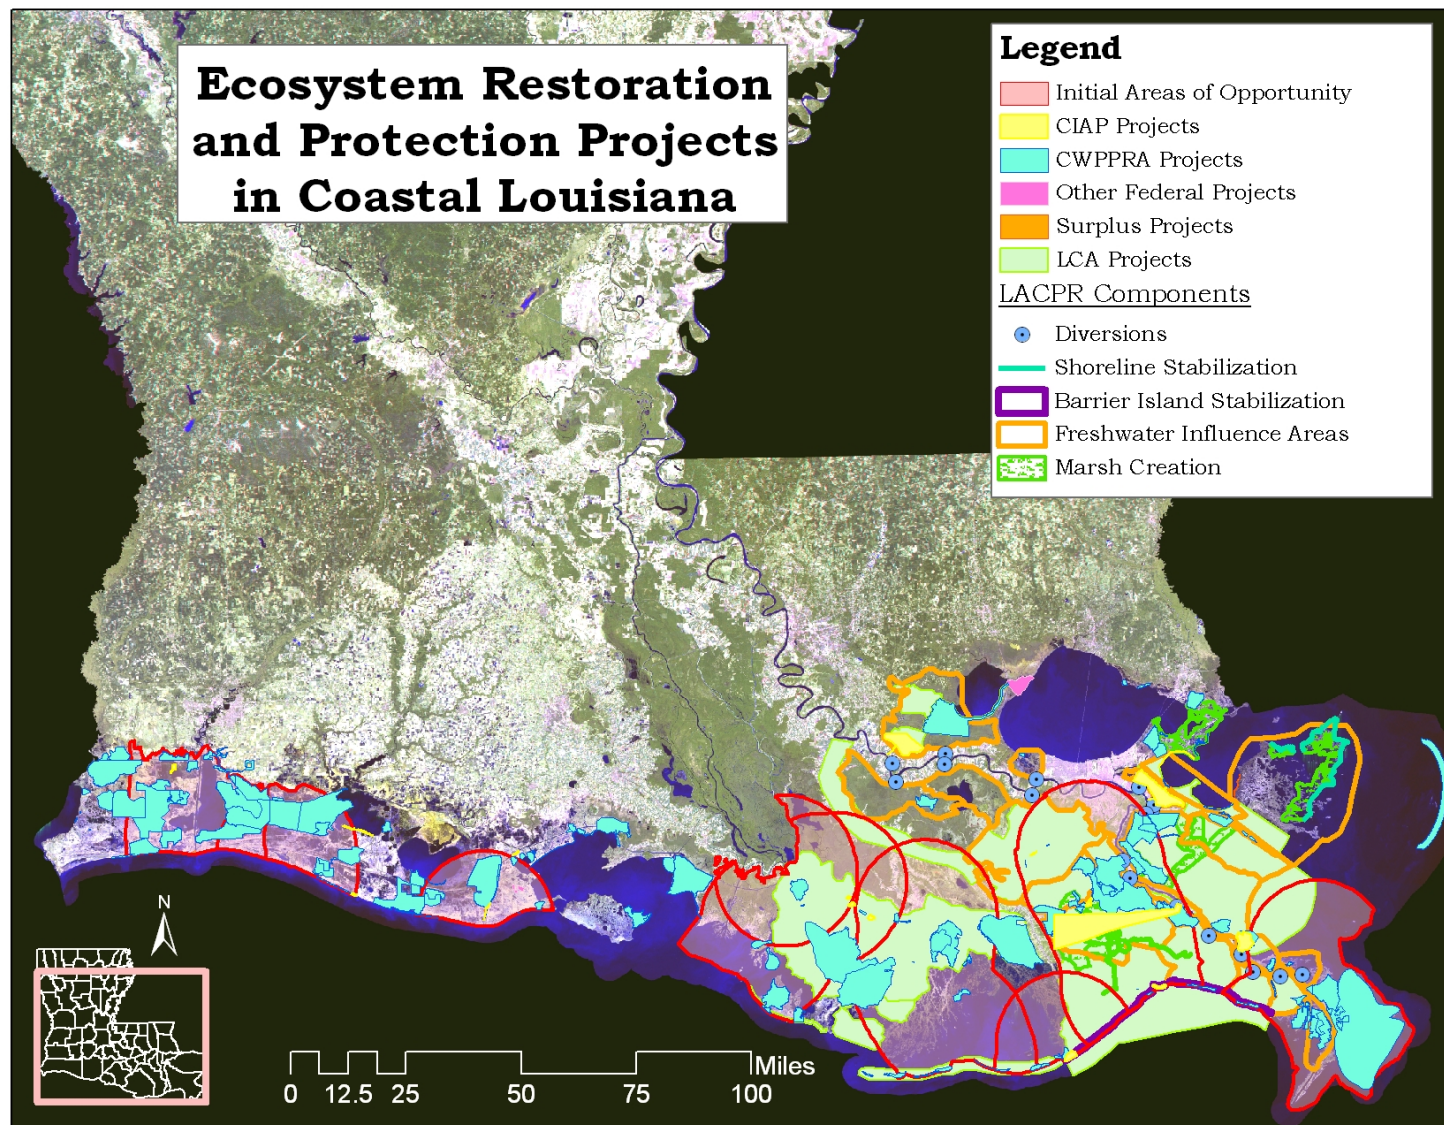 Ecosystem Restoration
and Protection Projects
in Coastal Louisiana
Legend
Initial Areas of Opportunity
CIAP Projects
CWPPRA Projects
Other Federal Projects
Surplus Projects
LCA Projects
LACPR Components
Diversions
Shoreline Stabilization
Barrier Island Stabilization
Freshwater Influence Areas
Marsh Creation
N
Miles
0 12.5 25 50 75 100